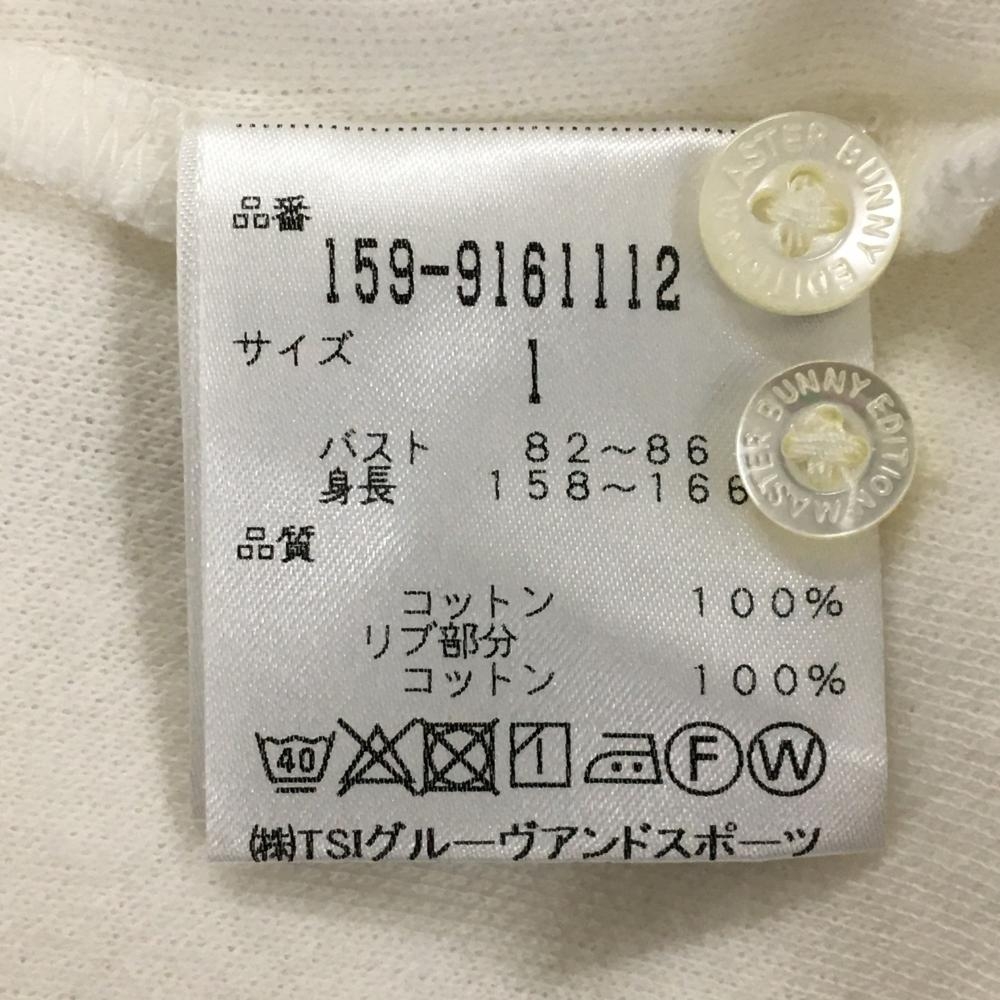 品番
159-9161112
サイズ
1
バスト 82～86
身長 158～166
品質
コットン 100%
リブ部分
コットン 100%
40 1 F W
㈱TSIグルーヴアンドスポーツ
ASTER BUNNY EDITION
MASTER BUNNY EDITION